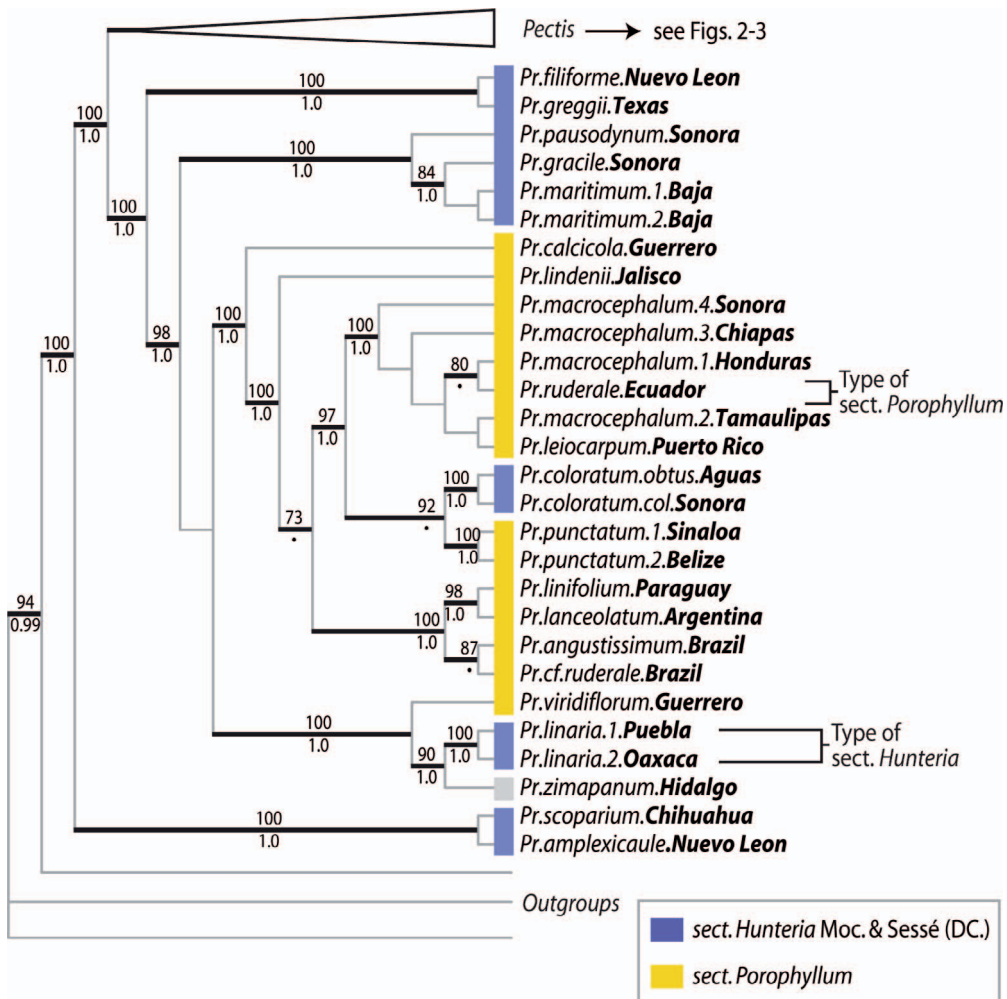 Pectis → see Figs. 2-3
100
Pr.filiforme.Nuevo Leon
1.0
Pr.greggii.Texas
100
1.0
Pr.pausodynum.Sonora
100
1.0
Pr.gracile.Sonora
84
1.0
Pr.maritimum.1.Baja
100
1.0
Pr.maritimum.2.Baja
Pr.calcicola.Guerrero
Pr.lindenii.Jalisco
Pr.macrocephalum.4.Sonora
100
1.0
98
1.0
100
1.0
100
1.0
Pr.macrocephalum.3.Chiapas
Pr.macrocephalum.1.Honduras
80
Pr.ruderale.Ecuador
Type of
sect. Porophyllum
100
1.0
97
1.0
Pr.macrocephalum.2.Tamaulipas
Pr.leiocarpum.Puerto Rico
Pr.coloratum.obtus.Aguas
100
1.0
Pr.coloratum.col.Sonora
92
73
Pr.punctatum.1.Sinaloa
100
1.0
Pr.punctatum.2.Belize
Pr.linifolium.Paraguay
98
1.0
Pr.lanceolatum.Argentina
94
0.99
100
1.0
Pr.angustissimum.Brazil
87
Pr.cf.ruderale.Brazil
Pr.viridiflorum.Guerrero
100
1.0
Pr.linaria.1.Puebla
100
1.0
Type of
sect. Hunteria
Pr.linaria.2.Oaxaca
90
1.0
Pr.zimapanum.Hidalgo
Pr.scoparium.Chihuahua
100
1.0
Pr.amplexicaule.Nuevo Leon
Outgroups
sect. Hunteria Moc. & Sessé (DC.)
sect. Porophyllum